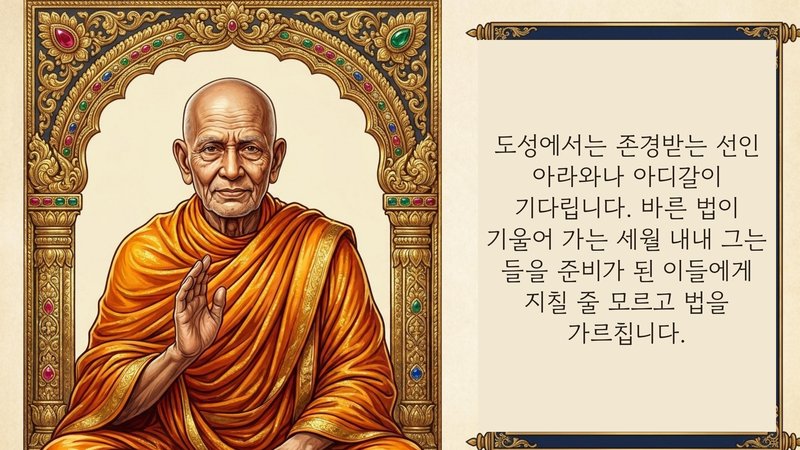 도성에서는 존경받는 선인
아라와나 아디갈이
기다립니다. 바른 법이
기울어 가는 세월 내내 그는
들을 준비가 된 이들에게
지칠 줄 모르고 법을
가르칩니다.